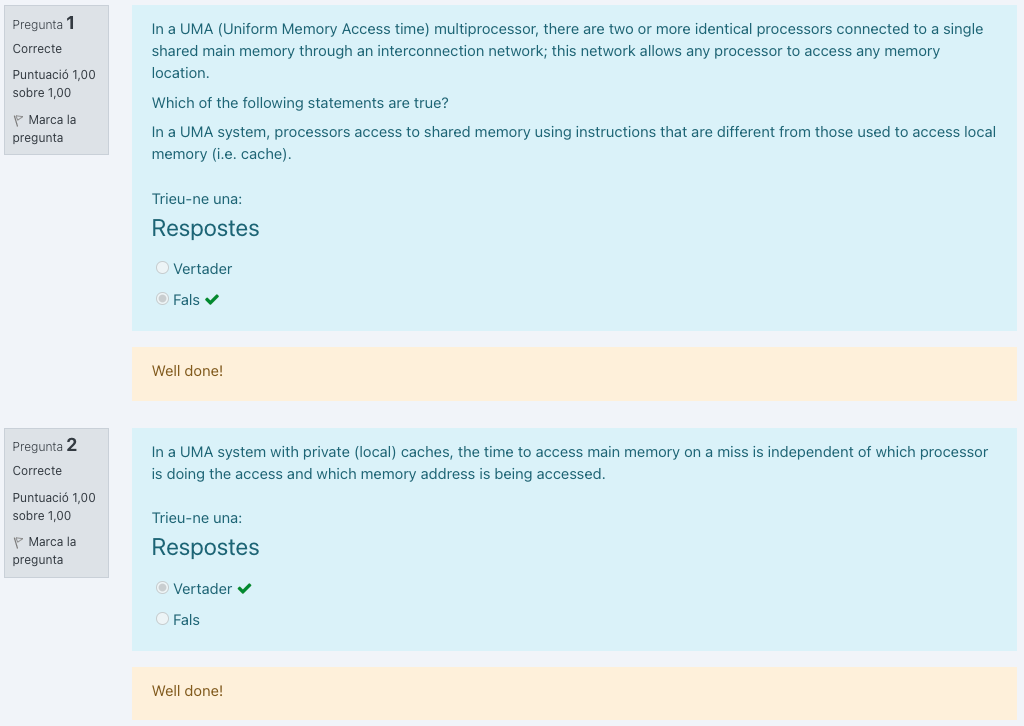 Pregunta 1
Correcte
Puntuació 1,00
sobre 1,00
Marca la
pregunta
In a UMA (Uniform Memory Access time) multiprocessor, there are two or more identical processors connected to a single
shared main memory through an interconnection network; this network allows any processor to access any memory
location.
Which of the following statements are true?
In a UMA system, processors access to shared memory using instructions that are different from those used to access local
memory (i.e. cache).
Trieu-ne una:
Respostes
Vertader
Fals
Well done!
Pregunta 2
Correcte
Puntuació 1,00
sobre 1,00
Marca la
pregunta
In a UMA system with private (local) caches, the time to access main memory on a miss is independent of which processor
is doing the access and which memory address is being accessed.
Trieu-ne una:
Respostes
Vertader
Fals
Well done!